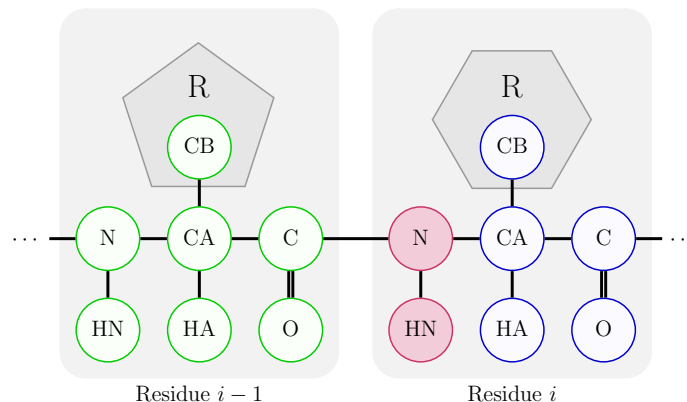 R R
CB CB
··· N CA C N CA C ··
HN HA O HN HA O
Residue i − 1 Residue i